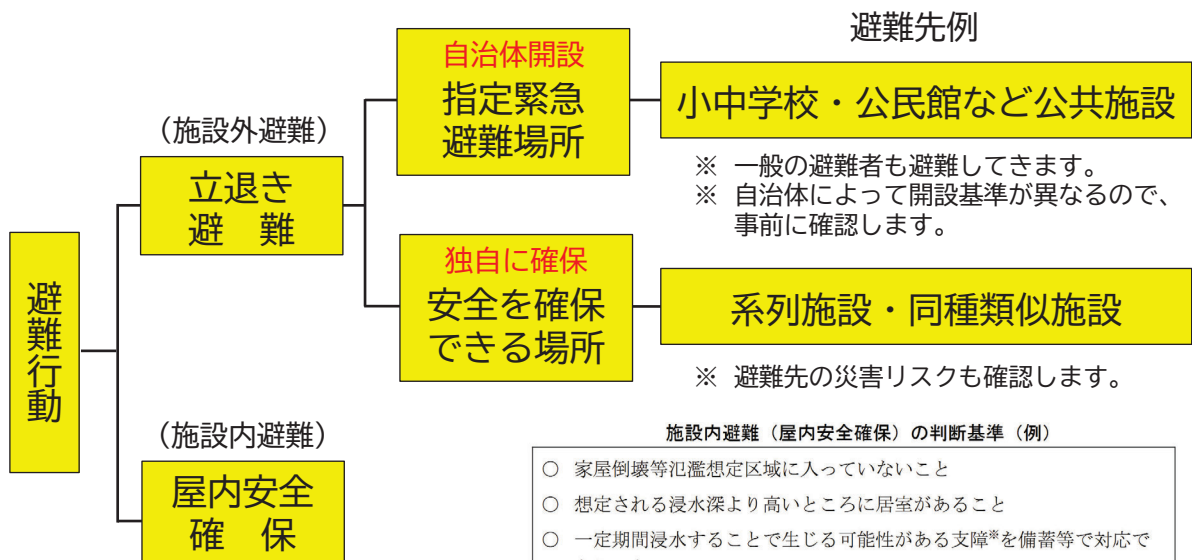 避難先例
自治体開設
指定緊急
避難場所
小中学校・公民館など公共施設
※ 一般の避難者も避難してきます。
※ 自治体によって開設基準が異なるので、
事前に確認します。
(施設外避難)
立退き
避 難
独自に確保
安全を確保
できる場所
系列施設・同種類似施設
※ 避難先の災害リスクも確認します。
避難行動
(施設内避難)
屋内安全
確 保
施設内避難（屋内安全確保）の判断基準（例）
○ 家屋倒壊等氾濫想定区域に入っていないこと
○ 想定される浸水深より高いところに居室があること
○ 一定期間浸水することで生じる可能性がある支障※を備蓄等で対応で